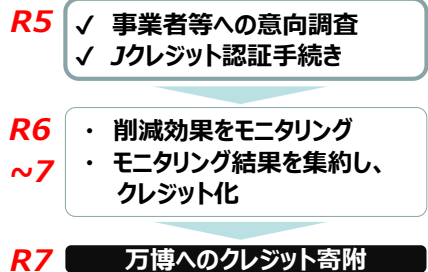 R5
✓ 事業者等への意向調査
✓ Jクレジット認証手続き
R6
~7
・ 削減効果をモニタリング
・ モニタリング結果を集約し、
クレジット化
R7
万博へのクレジット寄附